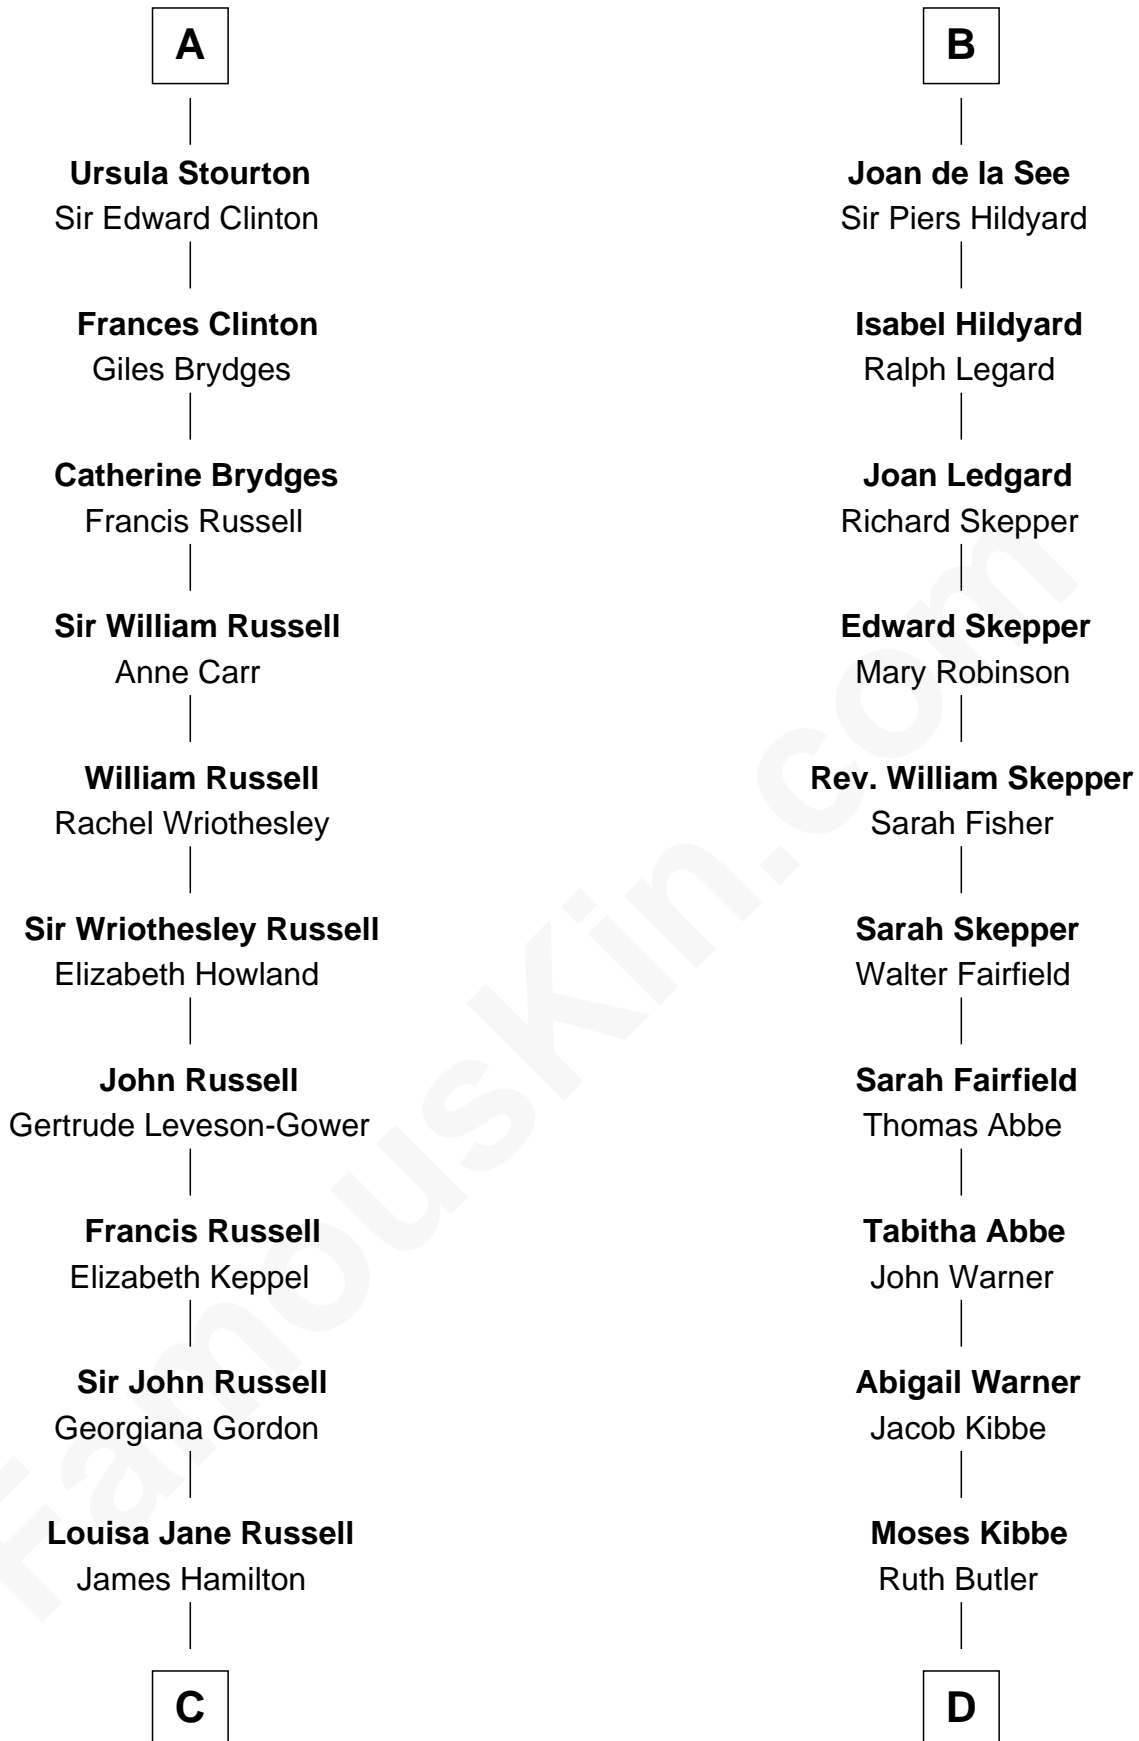 A
Ursula Stourton
Sir Edward Clinton
Frances Clinton
Giles Brydges
Catherine Brydges
Francis Russell
Sir William Russell
Anne Carr
William Russell
Rachel Wriothesley
Sir Wriothesley Russell
Elizabeth Howland
John Russell
Gertrude Leveson-Gower
Francis Russell
Elizabeth Keppel
Sir John Russell
Georgiana Gordon
Louisa Jane Russell
James Hamilton
C
B
Joan de la See
Sir Piers Hildyard
Isabel Hildyard
Ralph Legard
Joan Ledgard
Richard Skepper
Edward Skepper
Mary Robinson
Rev. William Skepper
Sarah Fisher
Sarah Skepper
Walter Fairfield
Sarah Fairfield
Thomas Abbe
Tabitha Abbe
John Warner
Abigail Warner
Jacob Kibbe
Moses Kibbe
Ruth Butler
D
FamousKin.com